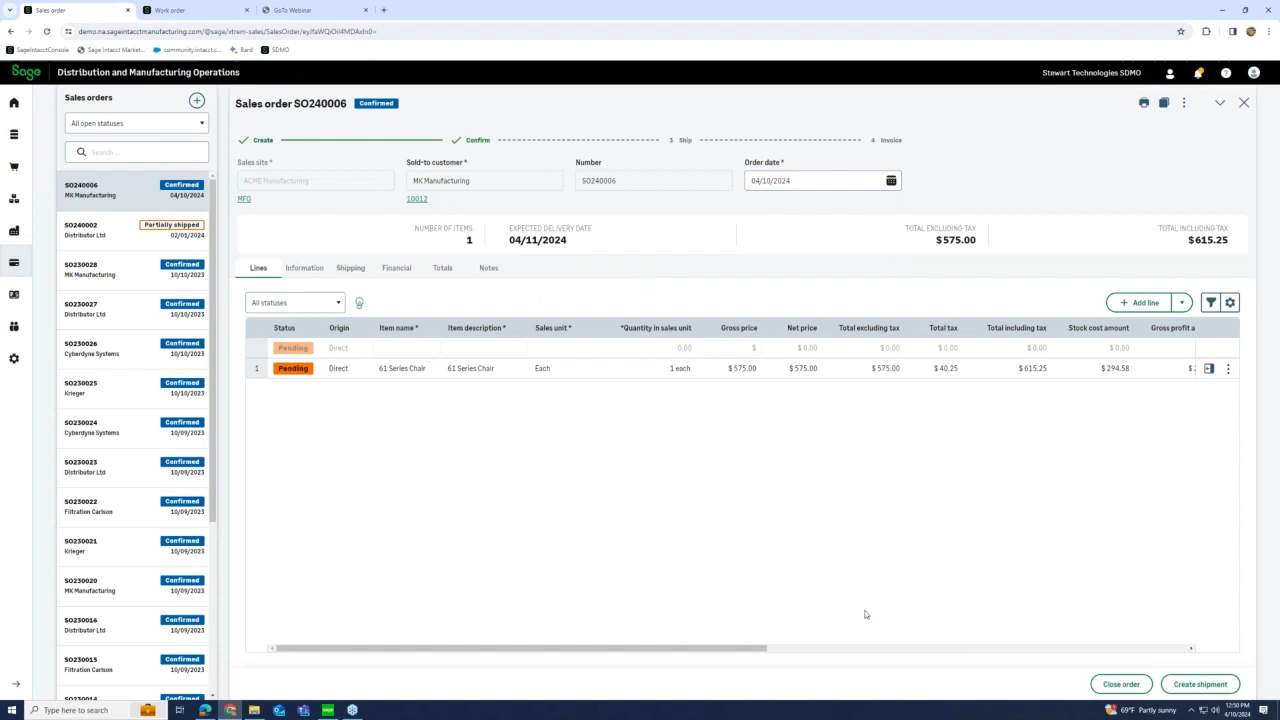 Sales order
Work order
GoTo Webinar
demo.na.sageintacctmanufacturing.com/@sage/xtrem-sales/SalesOrder/eyJfaWQiOiI4MDAxIn0=
SageIntacctConsole
Sage Intacct Market...
community.intacct.c...
Bard
SDMO
Sage
Distribution and Manufacturing Operations
Stewart Technologies SDMO
Sales orders
All open statuses
Search ...
SO240006 Confirmed
MK Manufacturing 04/10/2024
SO240002 Partially shipped
Distributor Ltd 02/01/2024
SO230028 Confirmed
MK Manufacturing 10/10/2023
SO230027 Confirmed
Distributor Ltd 10/10/2023
SO230026 Confirmed
Cyberdyne Systems 10/10/2023
SO230025 Confirmed
Krieger 10/10/2023
SO230024 Confirmed
Cyberdyne Systems 10/09/2023
SO230023 Confirmed
Distributor Ltd 10/09/2023
SO230022 Confirmed
Filtration Carlson 10/09/2023
SO230021 Confirmed
Krieger 10/09/2023
SO230020 Confirmed
MK Manufacturing 10/09/2023
SO230016 Confirmed
Distributor Ltd 10/09/2023
SO230015 Confirmed
Filtration Carlson 10/09/2023
SO230014 Confirmed
Sales order SO240006 Confirmed
Create Confirm 3 Ship 4 Invoice
Sales site * Sold-to customer * Number Order date *
ACME Manufacturing MK Manufacturing SO240006 04/10/2024
MFG 10012
NUMBER OF ITEMS EXPECTED DELIVERY DATE TOTAL EXCLUDING TAX TOTAL INCLUDING TAX
1 04/11/2024 $575.00 $615.25
Lines Information Shipping Financial Totals Notes
All statuses
Add line
Status Origin Item name * Item description * Sales unit * *Quantity in sales unit Gross price Net price Total excluding tax Total tax Total including tax Stock cost amount Gross profit a
Pending Direct 0.00 $ $ 0.00 $ 0.00 $ 0.00 $ 0.00 $ 0.00
1 Pending Direct 61 Series Chair 61 Series Chair Each 1 each $ 575.00 $ 575.00 $ 575.00 $ 40.25 $ 615.25 $ 294.58 $
Close order
Create shipment
Type here to search
69°F Partly sunny
12:50 PM
4/10/2024